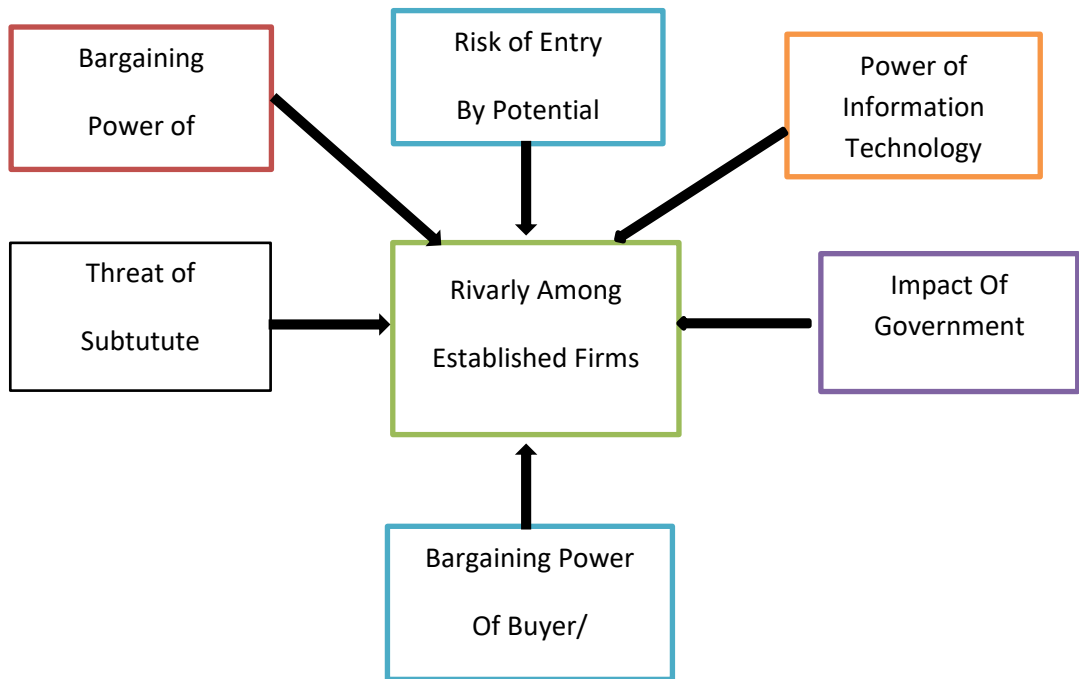 Bargaining
Power of
Risk of Entry
By Potential
Power of
Information
Technology
Threat of
Subtutute
Rivarly Among
Established Firms
Impact Of
Government
Bargaining Power
Of Buyer/